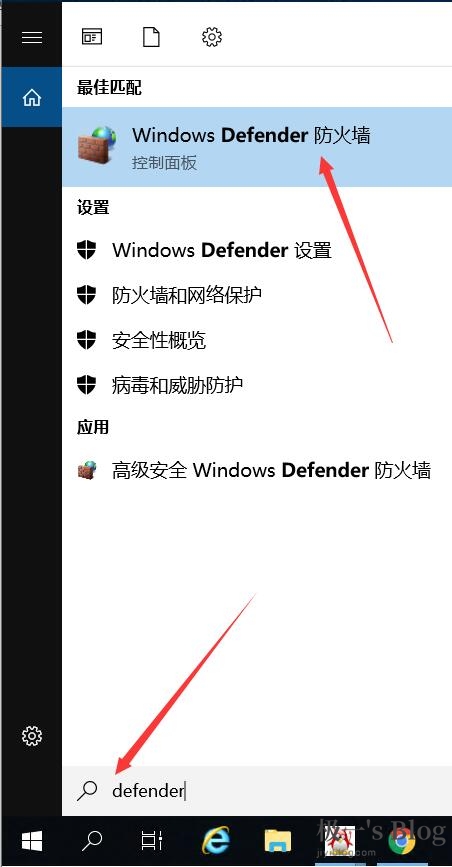 最佳匹配
Windows Defender 防火墙
控制面板
设置
Windows Defender 设置
防火墙和网络保护
安全性概览
病毒和威胁防护
应用
高级安全 Windows Defender 防火墙
defender
极一's Blog